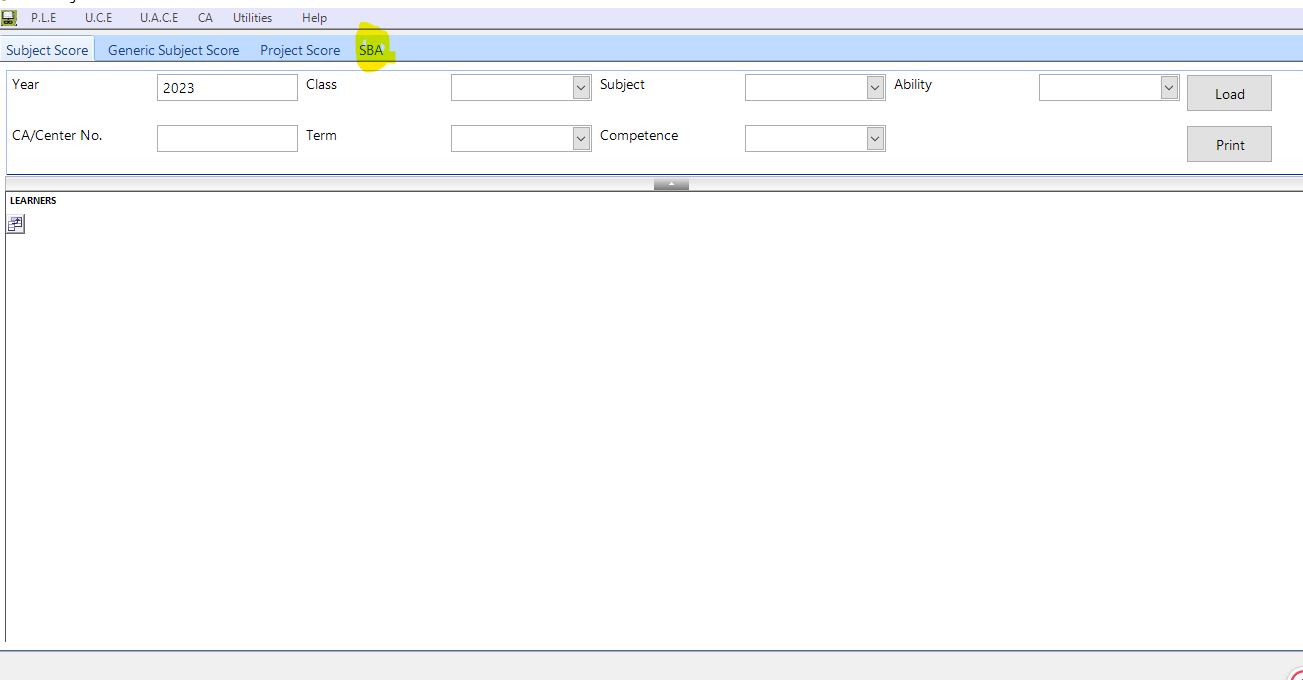 P.L.E U.C.E U.A.C.E CA Utilities Help
Subject Score Generic Subject Score Project Score SBA
Year 2023 Class Subject Ability Load
CA/Center No. Term Competence Print
LEARNERS